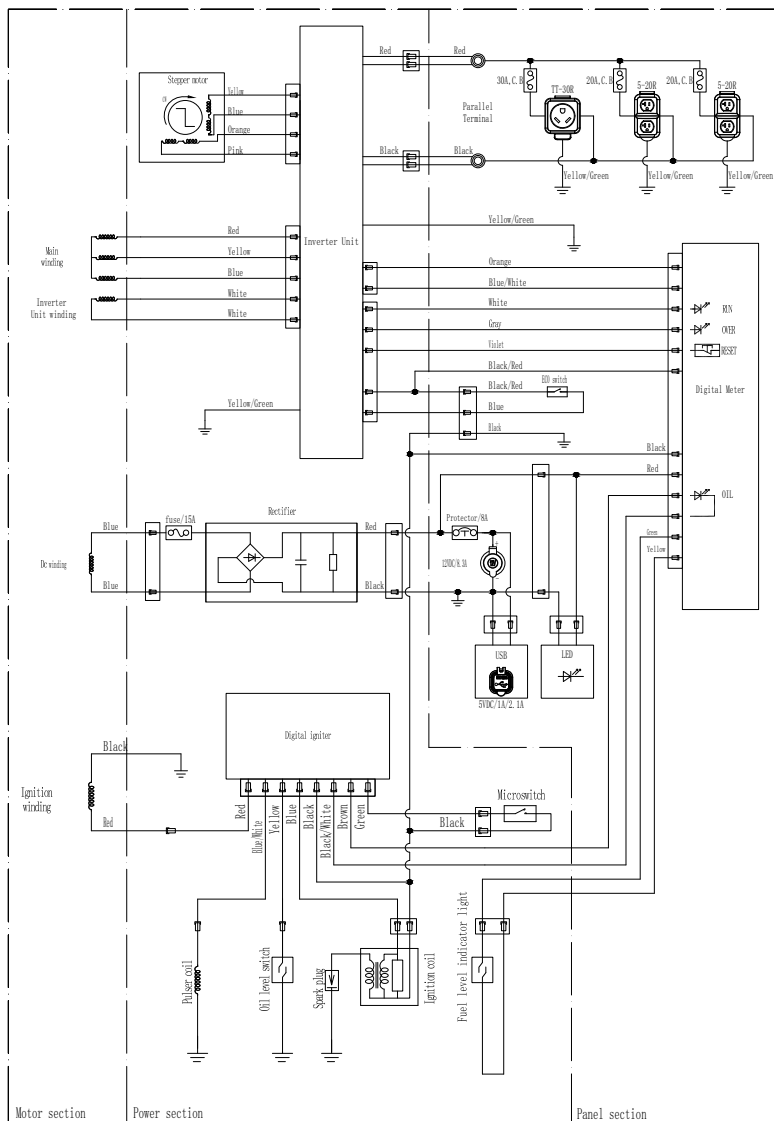 Stepper motor
Yellow
Blue
Orange
Pink
Red
Red
30A,C.B
TT-30R
20A,C.B
5-20R
20A,C.B
5-20R
Parallel
Terminal
Black
Black
Yellow/Green
Yellow/Green
Yellow/Green
Yellow/Green
Inverter Unit
Main
winding
Red
Yellow
Blue
Inverter
Unit winding
White
White
Orange
Blue/White
White
RUN
Gray
OVER
Violet
RESET
Black/Red
Digital Meter
Black/Red
ECO switch
Blue
Black
Yellow/Green
Black
Red
OIL
Green
Yellow
Dc winding
Blue
Blue
fuse/15A
Rectifier
Red
Black
Protector/8A
12VDC/8.3A
+
-
USB
5VDC/1A/2.1A
LED
Digital igniter
Ignition
winding
Black
Red
Red
Blue/White
Yellow
Blue
Black
Black/White
Brown
Green
Microswitch
Black
Pulser coil
Oil level switch
Spark plug
Ignition coil
Fuel level indicator light
Motor section
Power section
Panel section